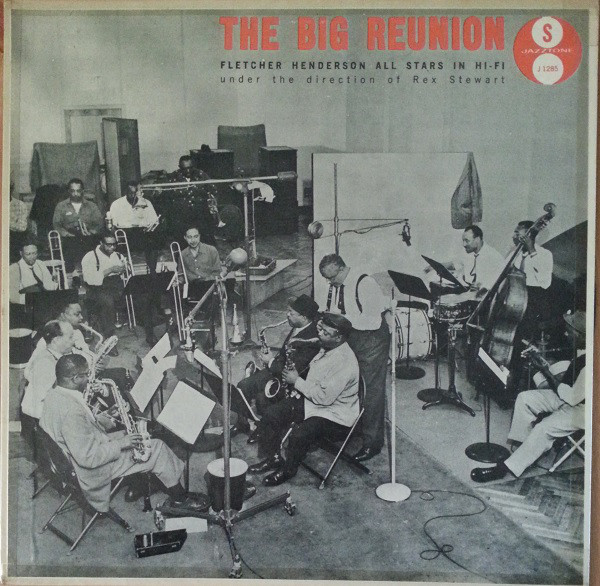 THE BIG REUNION
FLETCHER HENDERSON ALL STARS IN HI-FI
under the direction of Rex Stewart
S
JAZZTONE
J 1285